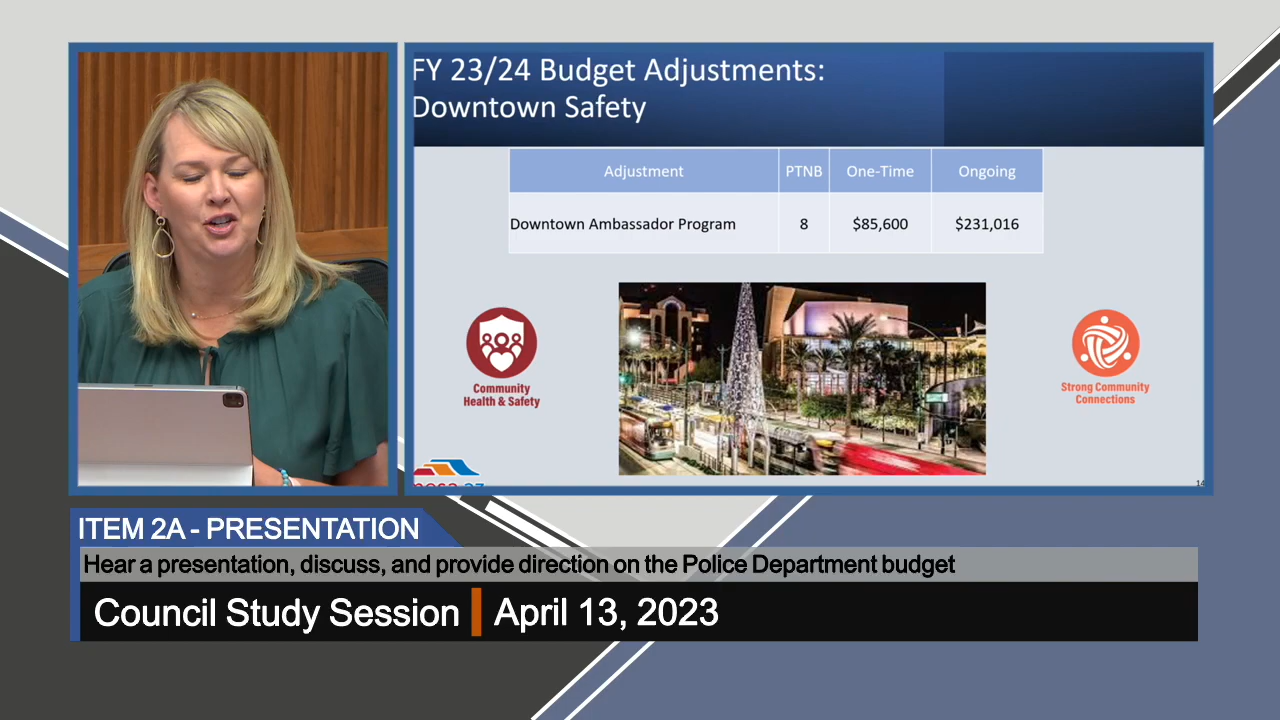 FY 23/24 Budget Adjustments:
Downtown Safety
Adjustment PTNB One-Time Ongoing
Downtown Ambassador Program 8 $85,600 $231,016
Community
Health & Safety
Strong Community
Connections
14
ITEM 2A - PRESENTATION
Hear a presentation, discuss, and provide direction on the Police Department budget
Council Study Session
April 13, 2023